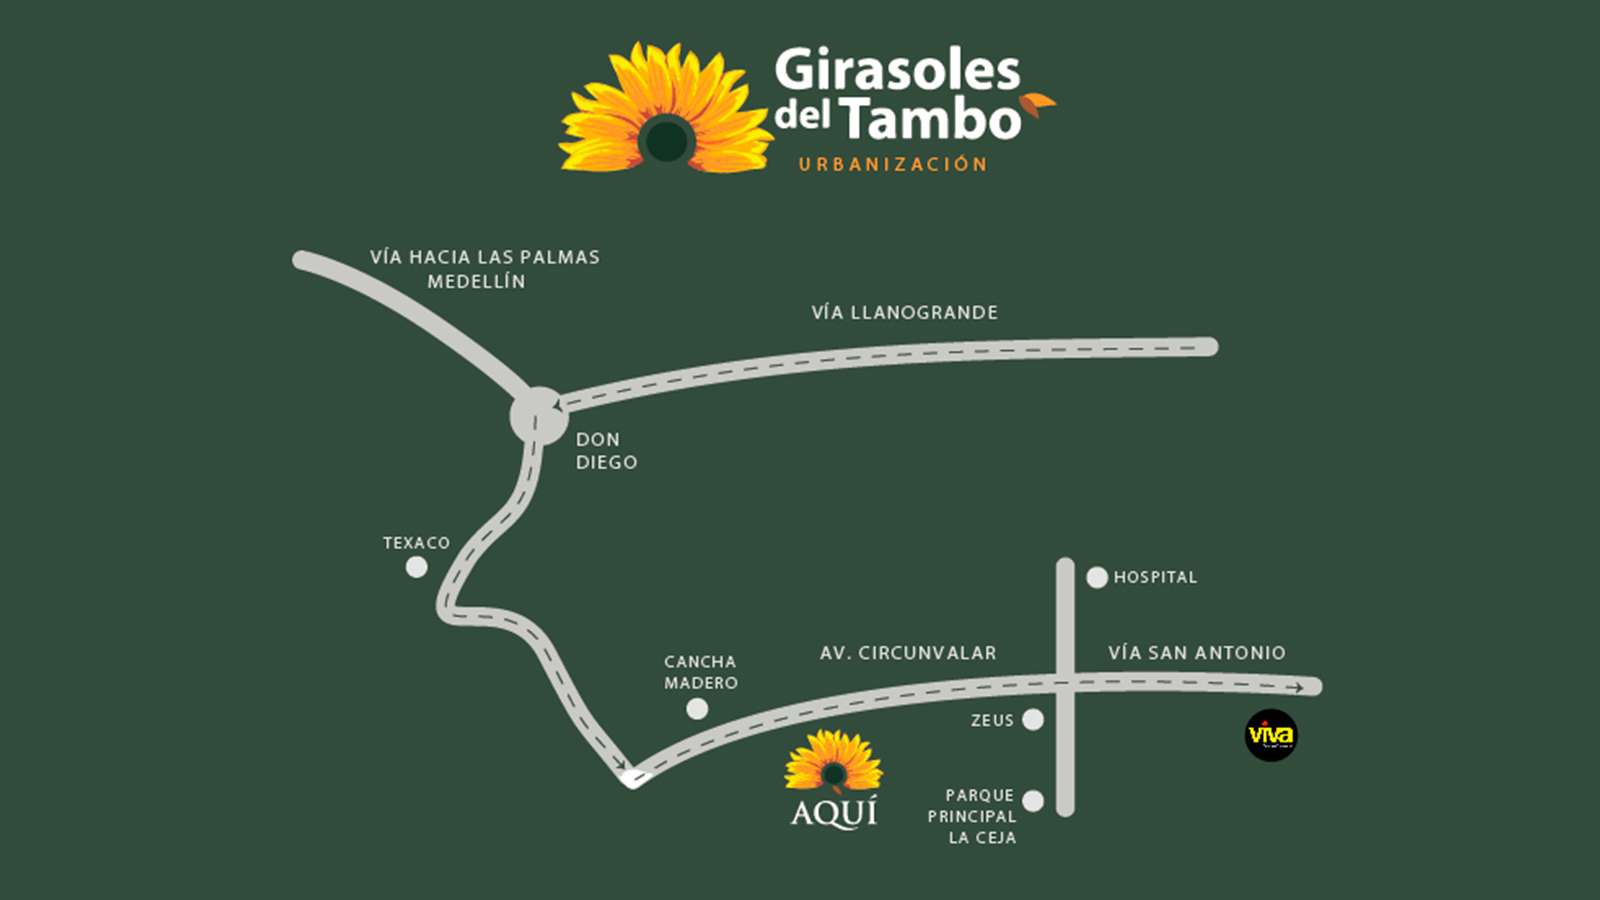 Girasoles
del Tambo
URBANIZACIÓN
VÍA HACIA LAS PALMAS
MEDELLÍN
VÍA LLANOGRANDE
DON
DIEGO
TEXACO
HOSPITAL
CANCHA
MADERO
AV. CIRCUNVALAR
VÍA SAN ANTONIO
ZEUS
viva
AQUÍ
PARQUE
PRINCIPAL
LA CEJA